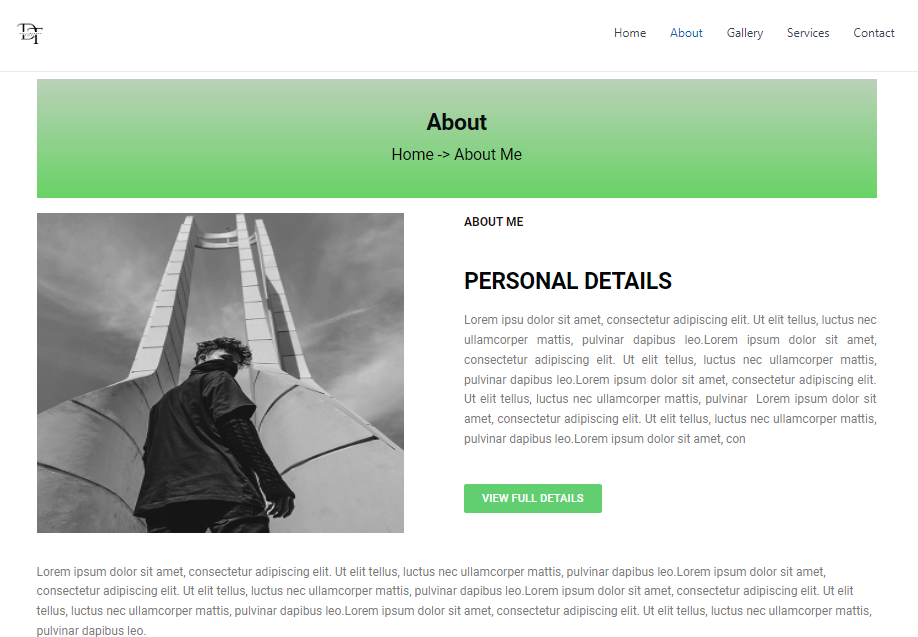 DT
Home About Gallery Services Contact
About
Home -> About Me
ABOUT ME
PERSONAL DETAILS
Lorem ipsu dolor sit amet, consectetur adipiscing elit. Ut elit tellus, luctus nec
ullamcorper mattis, pulvinar dapibus leo.Lorem ipsum dolor sit amet,
consectetur adipiscing elit. Ut elit tellus, luctus nec ullamcorper mattis,
pulvinar dapibus leo.Lorem ipsum dolor sit amet, consectetur adipiscing elit.
Ut elit tellus, luctus nec ullamcorper mattis, pulvinar Lorem ipsum dolor sit
amet, consectetur adipiscing elit. Ut elit tellus, luctus nec ullamcorper mattis,
pulvinar dapibus leo.Lorem ipsum dolor sit amet, con
VIEW FULL DETAILS
Lorem ipsum dolor sit amet, consectetur adipiscing elit. Ut elit tellus, luctus nec ullamcorper mattis, pulvinar dapibus leo.Lorem ipsum dolor sit amet,
consectetur adipiscing elit. Ut elit tellus, luctus nec ullamcorper mattis, pulvinar dapibus leo.Lorem ipsum dolor sit amet, consectetur adipiscing elit. Ut elit
tellus, luctus nec ullamcorper mattis, pulvinar dapibus leo.Lorem ipsum dolor sit amet, consectetur adipiscing elit. Ut elit tellus, luctus nec ullamcorper mattis,
pulvinar dapibus leo.